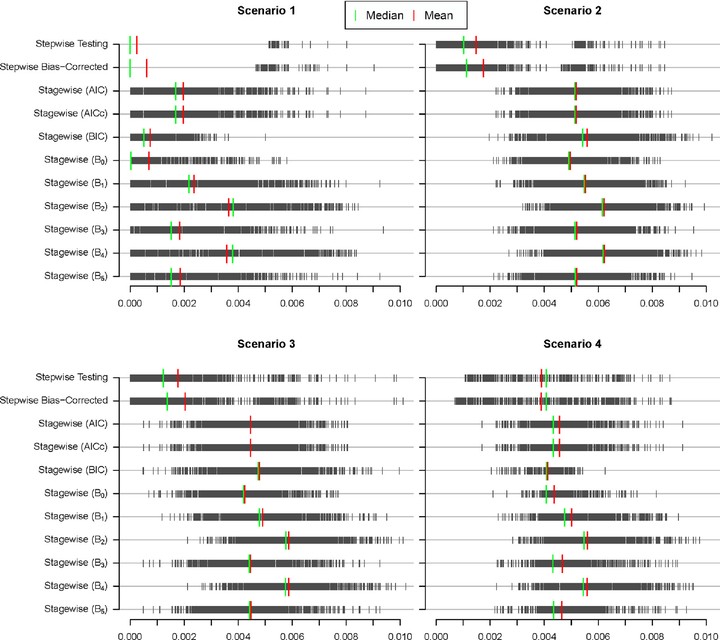 Scenario 1
Median Mean
Scenario 2
Stepwise Testing
Stepwise Bias−Corrected
Stagewise (AIC)
Stagewise (AICc)
Stagewise (BIC)
Stagewise (B0)
Stagewise (B1)
Stagewise (B2)
Stagewise (B3)
Stagewise (B4)
Stagewise (B5)
0.000 0.002 0.004 0.006 0.008 0.010
0.000 0.002 0.004 0.006 0.008 0.010
Scenario 3
Scenario 4
Stepwise Testing
Stepwise Bias−Corrected
Stagewise (AIC)
Stagewise (AICc)
Stagewise (BIC)
Stagewise (B0)
Stagewise (B1)
Stagewise (B2)
Stagewise (B3)
Stagewise (B4)
Stagewise (B5)
0.000 0.002 0.004 0.006 0.008 0.010
0.000 0.002 0.004 0.006 0.008 0.010